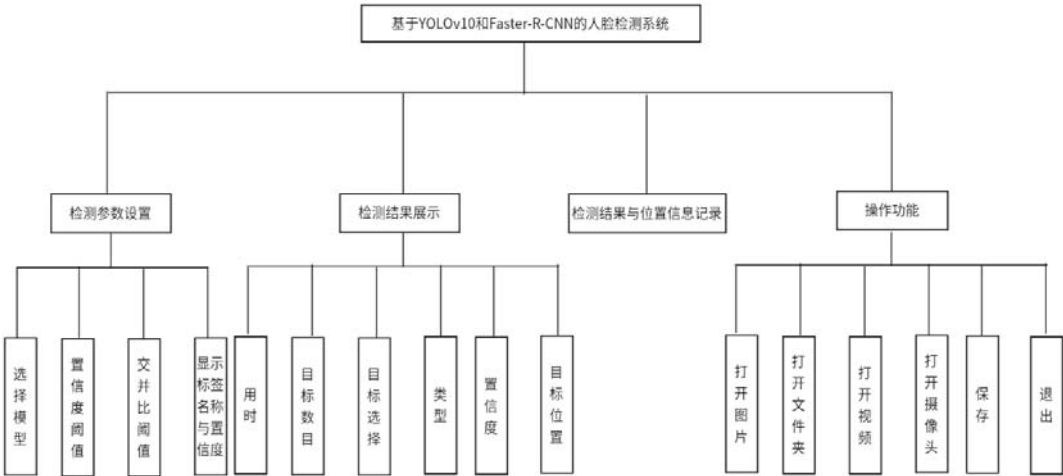 基于YOLOv10和Faster-R-CNN的人脸检测系统
检测参数设置
检测结果展示
检测结果与位置信息记录
操作功能
选择模型
置信度阈值
交并比阈值
显示标签名称与置信度
用时
目标数目
目标选择
类型
置信度
目标位置
打开图片
打开文件夹
打开视频
打开摄像头
保存
退出